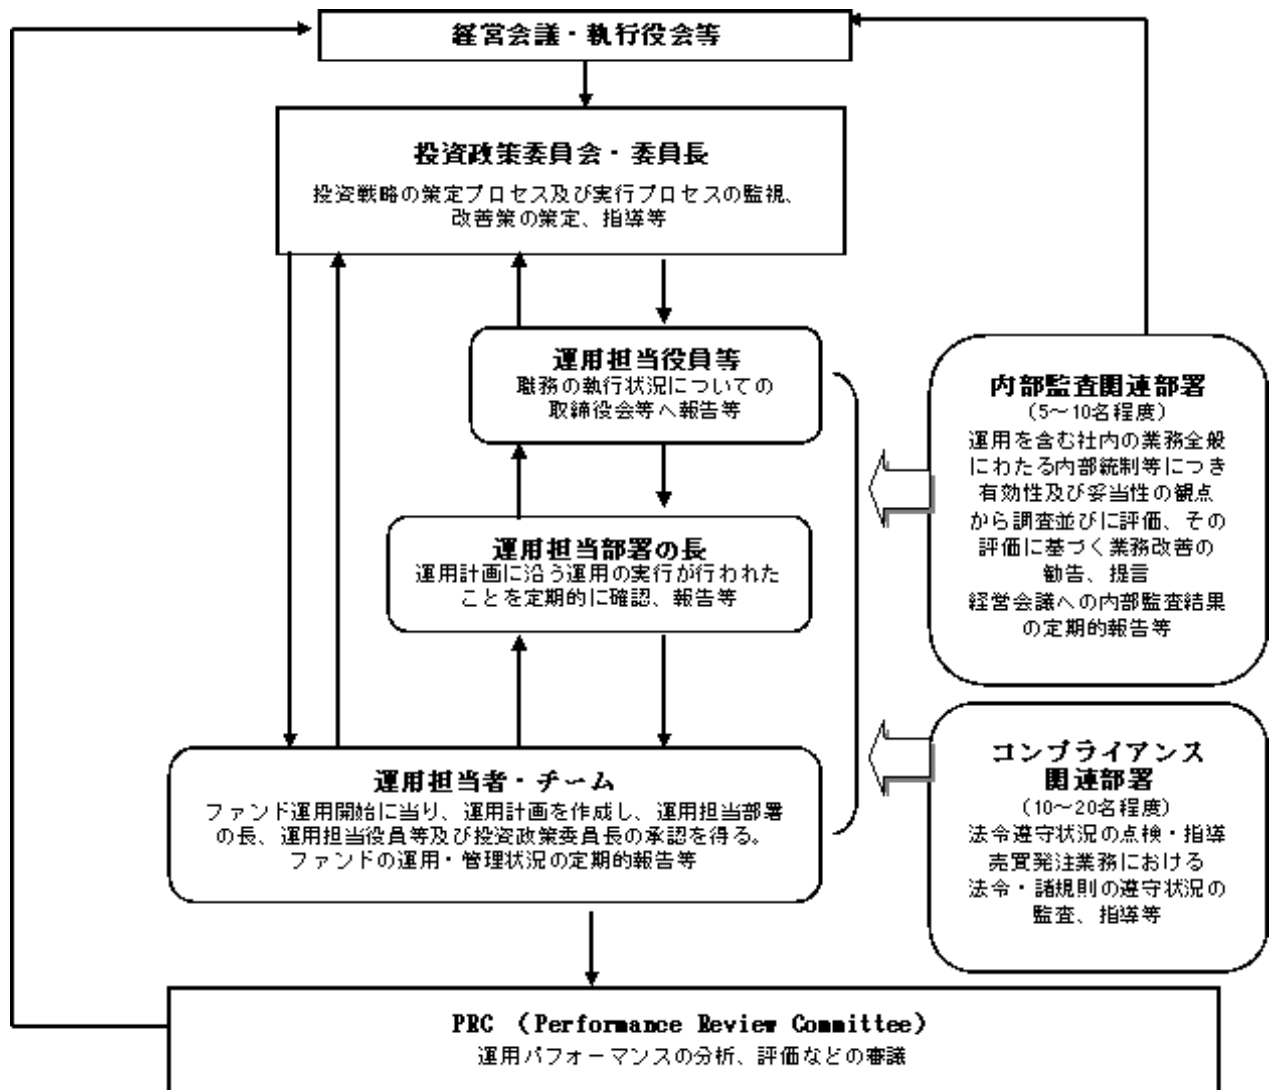 経営会議・執行役会等
投資政策委員会・委員長
投資戦略の策定プロセス及び実行プロセスの監視、
改善策の策定、指導等
運用担当役員等
職務の執行状況についての
取締役会等へ報告等
運用担当部署の長
運用計画に沿う運用の実行が行われた
ことを定期的に確認、報告等
運用担当者・チーム
ファンド運用開始に当り、運用計画を作成し、運用担当部署
の長、運用担当役員等及び投資政策委員長の承認を得る。
ファンドの運用・管理状況の定期的報告等
内部監査関連部署
(5～10名程度)
運用を含む社内の業務全般
にわたる内部統制等につき
有効性及び妥当性の観点
から調査並びに評価、その
評価に基づく業務改善の
勧告、提言
経営会議への内部監査結果
の定期的報告等
コンプライアンス
関連部署
(10～20名程度)
法令遵守状況の点検・指導
売買発注業務における
法令・諸規則の遵守状況の
監査、指導等
PRC (Performance Review Committee)
運用パフォーマンスの分析、評価などの審議